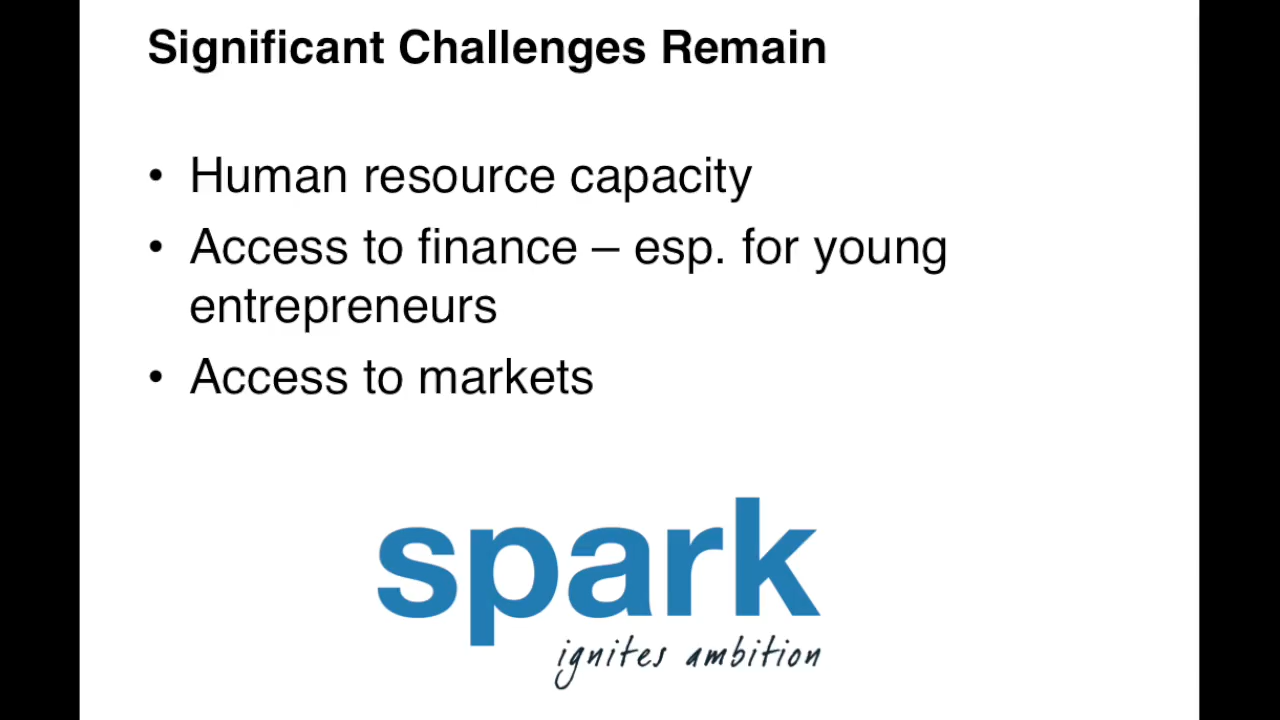 Significant Challenges Remain
• Human resource capacity
• Access to finance – esp. for young
entrepreneurs
• Access to markets
spark
ignites ambition